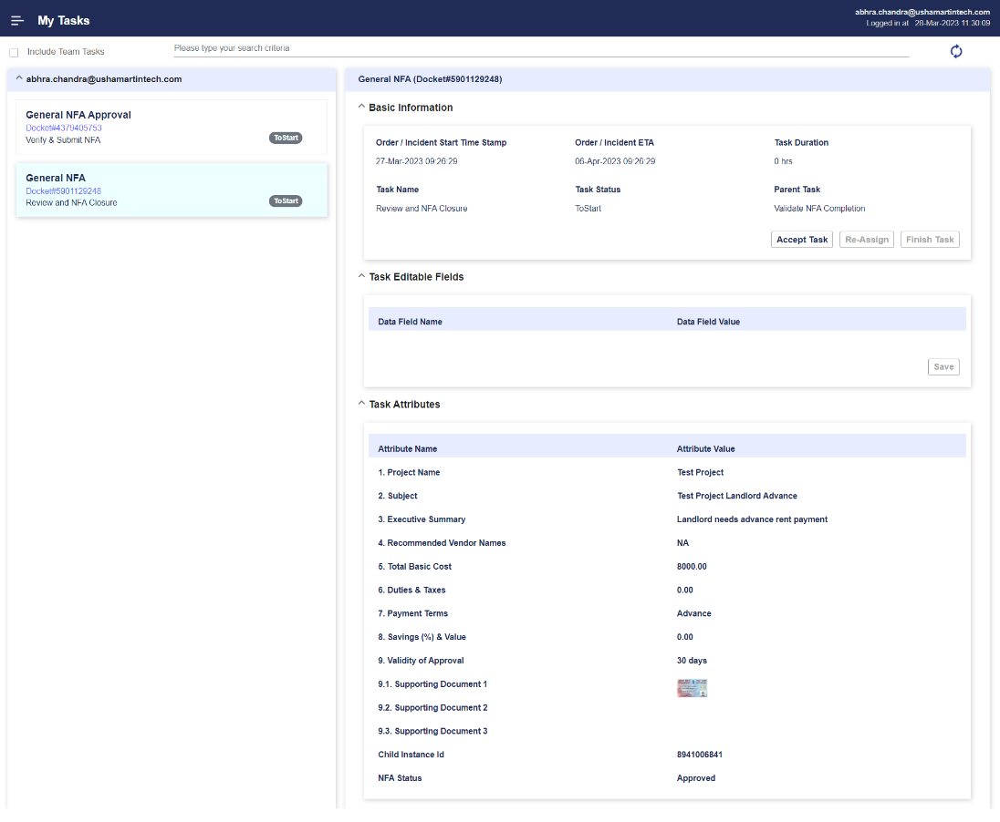 My Tasks
abhra.chandra@ushamartintech.com
Logged in at 28-Mar-2023 11:30:09
Include Team Tasks
Please type your search criteria
abhra.chandra@ushamartintech.com
General NFA Approval
Docket#4379405753
Verify & Submit NFA
ToStart
General NFA
Docket#5901129248
Review and NFA Closure
ToStart
General NFA (Docket#5901129248)
Basic Information
Order / Incident Start Time Stamp Order / Incident ETA Task Duration
27-Mar-2023 09:26:29 06-Apr-2023 09:26:29 0 hrs
Task Name Task Status Parent Task
Review and NFA Closure ToStart Validate NFA Completion
Accept Task Re-Assign Finish Task
Task Editable Fields
Data Field Name Data Field Value
Save
Task Attributes
Attribute Name Attribute Value
1. Project Name Test Project
2. Subject Test Project Landlord Advance
3. Executive Summary Landlord needs advance rent payment
4. Recommended Vendor Names NA
5. Total Basic Cost 8000.00
6. Duties & Taxes 0.00
7. Payment Terms Advance
8. Savings (%) & Value 0.00
9. Validity of Approval 30 days
9.1. Supporting Document 1
9.2. Supporting Document 2
9.3. Supporting Document 3
Child Instance Id 8941006841
NFA Status Approved